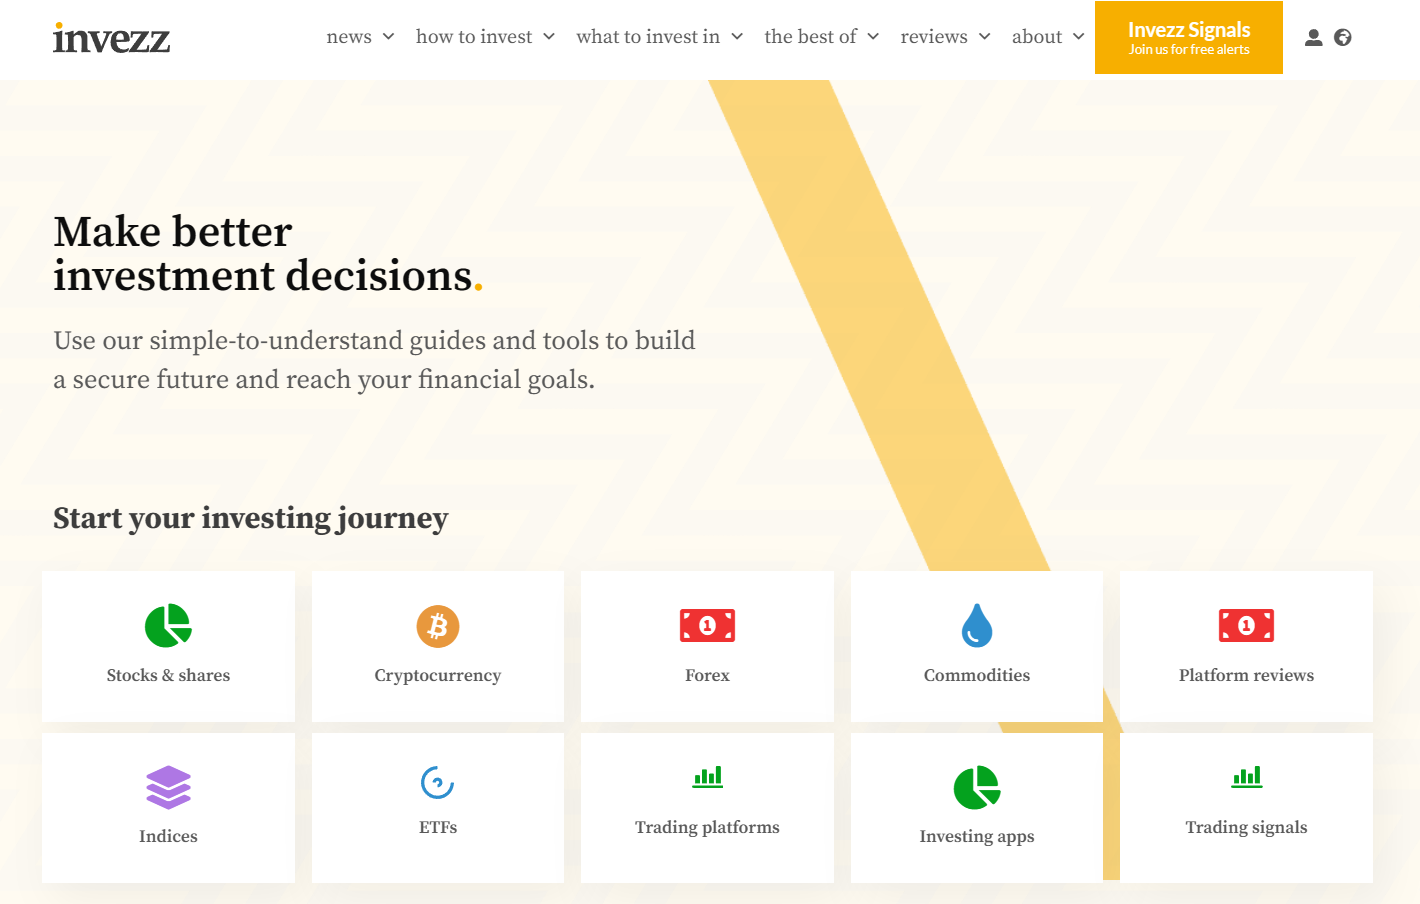 invezz
news
how to invest
what to invest in
the best of
reviews
about
Invezz Signals
Join us for free alerts
Make better
investment decisions.
Use our simple-to-understand guides and tools to build
a secure future and reach your financial goals.
Start your investing journey
Stocks & shares
Cryptocurrency
1
Forex
Commodities
1
Platform reviews
Indices
ETFs
Trading platforms
Investing apps
Trading signals